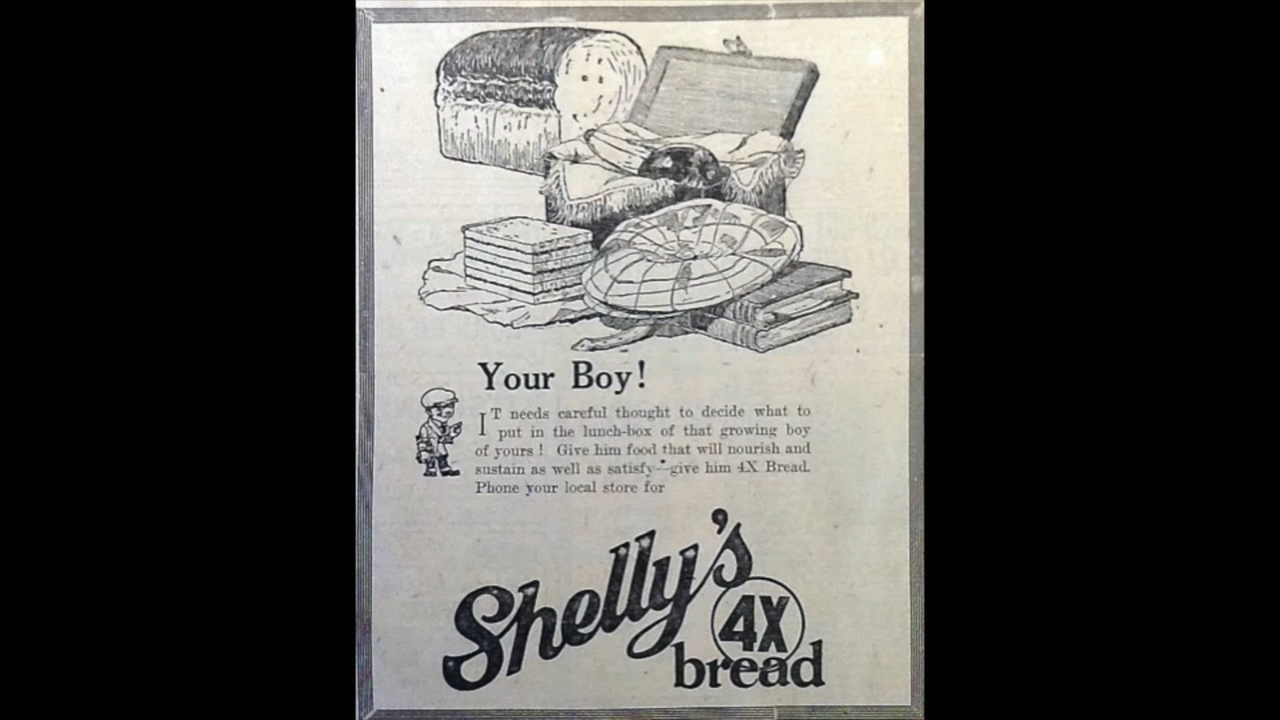 Your Boy!
IT needs careful thought to decide what to
put in the lunch-box of that growing boy
of yours! Give him food that will nourish and
sustain as well as satisfy—give him 4X Bread.
Phone your local store for
Shelly's
4X
bread